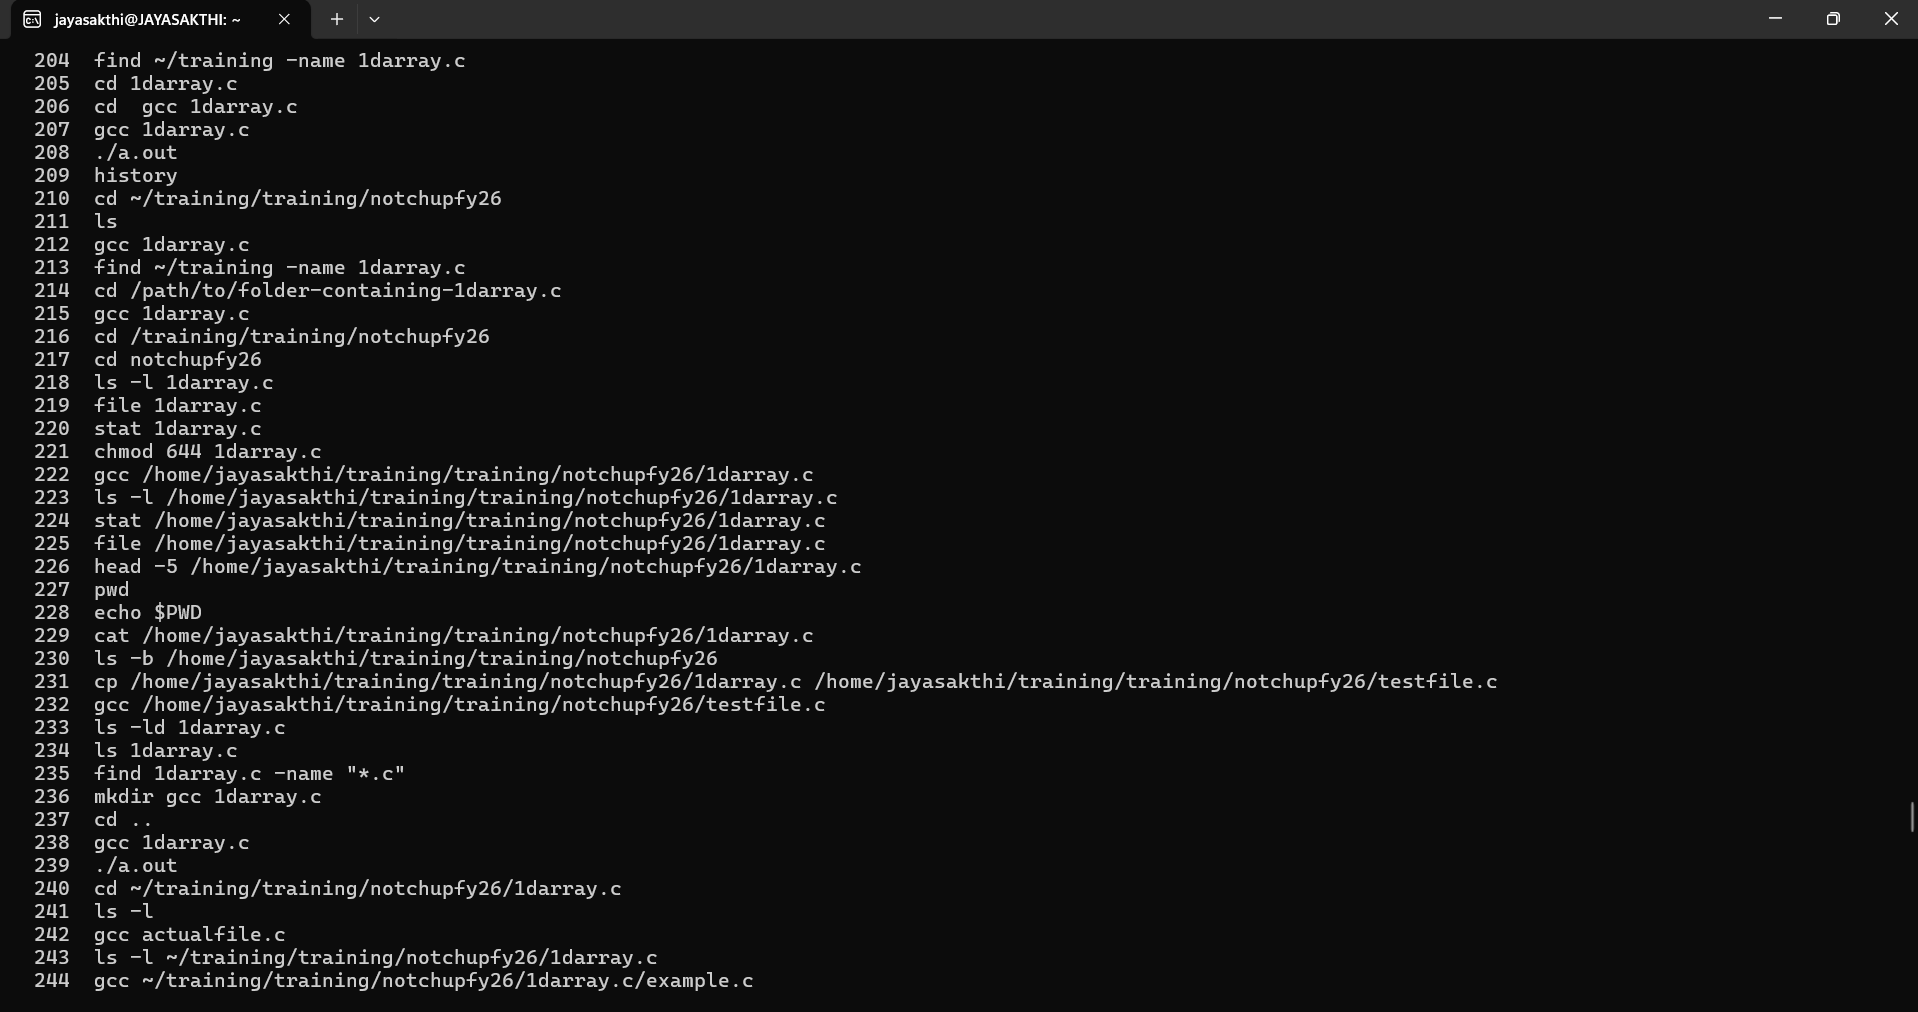 jayasakthi@JAYASAKTHI: ~
204 find ~/training -name 1darray.c
205 cd 1darray.c
206 cd  gcc 1darray.c
207 gcc 1darray.c
208 ./a.out
209 history
210 cd ~/training/training/notchupfy26
211 ls
212 gcc 1darray.c
213 find ~/training -name 1darray.c
214 cd /path/to/folder-containing-1darray.c
215 gcc 1darray.c
216 cd /training/training/notchupfy26
217 cd notchupfy26
218 ls -l 1darray.c
219 file 1darray.c
220 stat 1darray.c
221 chmod 644 1darray.c
222 gcc /home/jayasakthi/training/training/notchupfy26/1darray.c
223 ls -l /home/jayasakthi/training/training/notchupfy26/1darray.c
224 stat /home/jayasakthi/training/training/notchupfy26/1darray.c
225 file /home/jayasakthi/training/training/notchupfy26/1darray.c
226 head -5 /home/jayasakthi/training/training/notchupfy26/1darray.c
227 pwd
228 echo $PWD
229 cat /home/jayasakthi/training/training/notchupfy26/1darray.c
230 ls -b /home/jayasakthi/training/training/notchupfy26
231 cp /home/jayasakthi/training/training/notchupfy26/1darray.c /home/jayasakthi/training/training/notchupfy26/testfile.c
232 gcc /home/jayasakthi/training/training/notchupfy26/testfile.c
233 ls -ld 1darray.c
234 ls 1darray.c
235 find 1darray.c -name "*.c"
236 mkdir gcc 1darray.c
237 cd ..
238 gcc 1darray.c
239 ./a.out
240 cd ~/training/training/notchupfy26/1darray.c
241 ls -l
242 gcc actualfile.c
243 ls -l ~/training/training/notchupfy26/1darray.c
244 gcc ~/training/training/notchupfy26/1darray.c/example.c